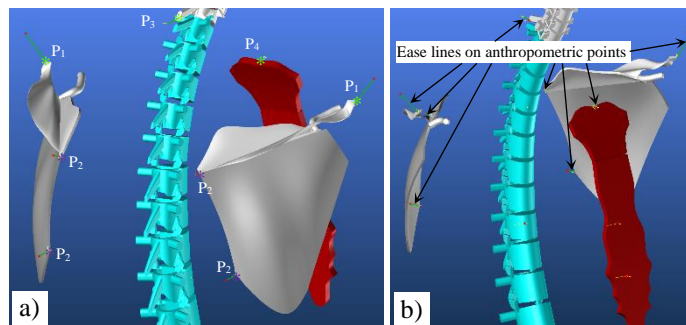 P₃
P₁
P₄
P₁
P₂
P₂
P₂
P₂
a)
Ease lines on anthropometric points
b)